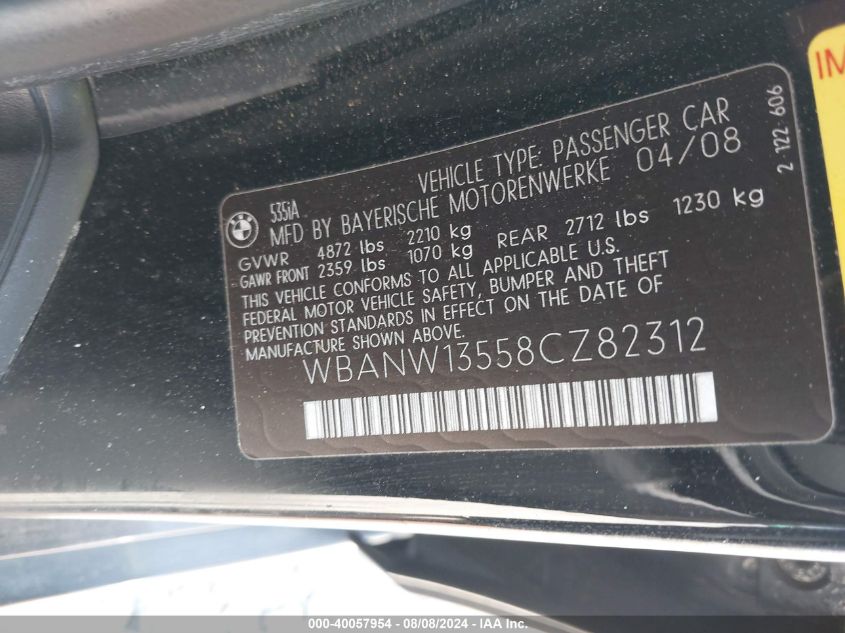 535iA VEHICLE TYPE: PASSENGER CAR
MFD BY BAYERISCHE MOTORENWERKE 04/08
GVWR 4872 lbs 2210 kg
GAWR FRONT 2359 lbs 1070 kg REAR 2712 lbs 1230 kg
THIS VEHICLE CONFORMS TO ALL APPLICABLE U.S.
FEDERAL MOTOR VEHICLE SAFETY, BUMPER AND THEFT
PREVENTION STANDARDS IN EFFECT ON THE DATE OF
MANUFACTURE SHOWN ABOVE.
WBANW13558CZ82312
2 122 606
IM
000-40057954 - 08/08/2024 - IAA Inc.